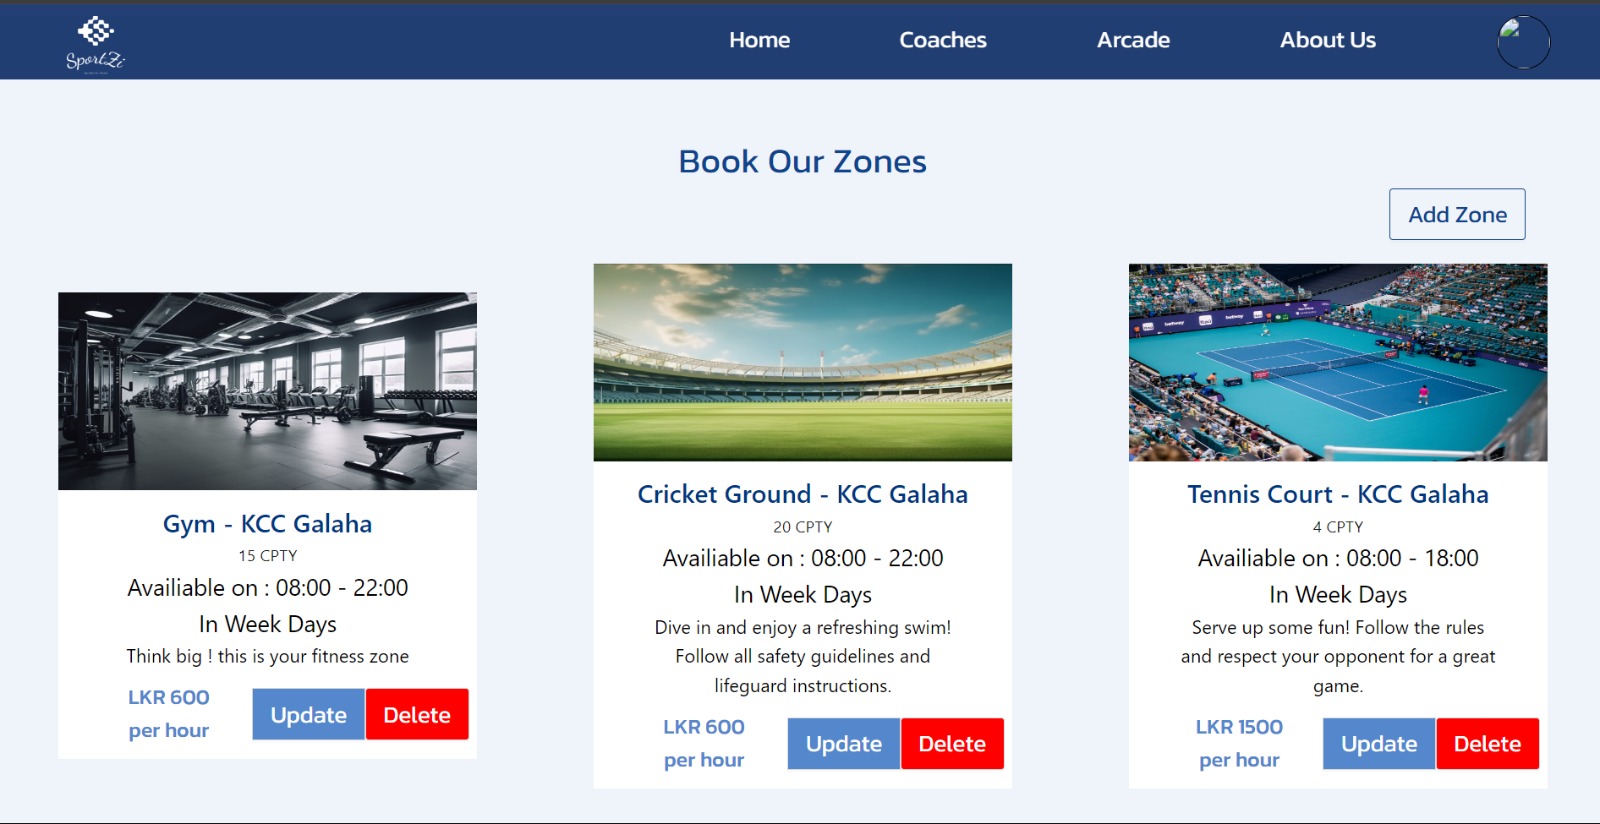 SportZi
Home
Coaches
Arcade
About Us
Book Our Zones
Add Zone
Gym - KCC Galaha
15 CPTY
Availiable on : 08:00 - 22:00
In Week Days
Think big ! this is your fitness zone
LKR 600
per hour
Update
Delete
Cricket Ground - KCC Galaha
20 CPTY
Availiable on : 08:00 - 22:00
In Week Days
Dive in and enjoy a refreshing swim!
Follow all safety guidelines and
lifeguard instructions.
LKR 600
per hour
Update
Delete
Tennis Court - KCC Galaha
4 CPTY
Availiable on : 08:00 - 18:00
In Week Days
Serve up some fun! Follow the rules
and respect your opponent for a great
game.
LKR 1500
per hour
Update
Delete